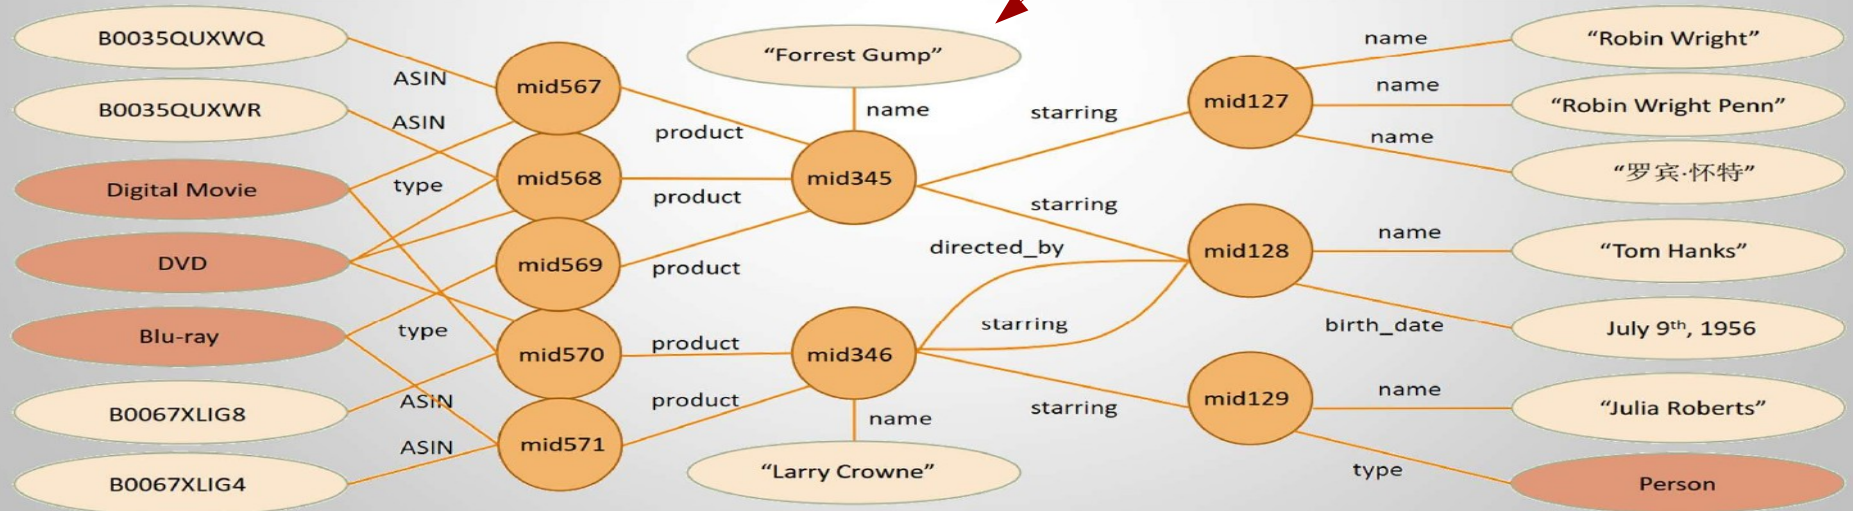 B0035QUXWQ
B0035QUXWR
Digital Movie
DVD
Blu-ray
B0067XLIG8
B0067XLIG4
ASIN
ASIN
type
type
ASIN
ASIN
mid567
mid568
mid569
mid570
mid571
product
product
product
product
product
“Forrest Gump”
name
mid345
mid346
name
“Larry Crowne”
starring
starring
directed_by
starring
starring
mid127
mid128
mid129
name
name
name
name
birth_date
name
type
“Robin Wright”
“Robin Wright Penn”
“罗宾·怀特”
“Tom Hanks”
July 9th, 1956
“Julia Roberts”
Person